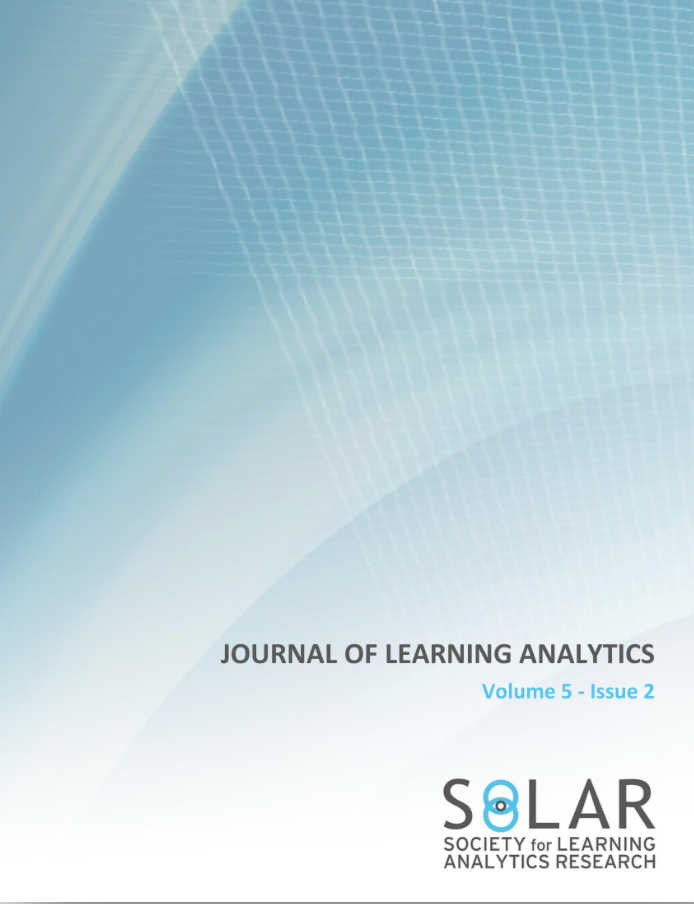 JOURNAL OF LEARNING ANALYTICS
Volume 5 - Issue 2
SOLAR
SOCIETY for LEARNING
ANALYTICS RESEARCH